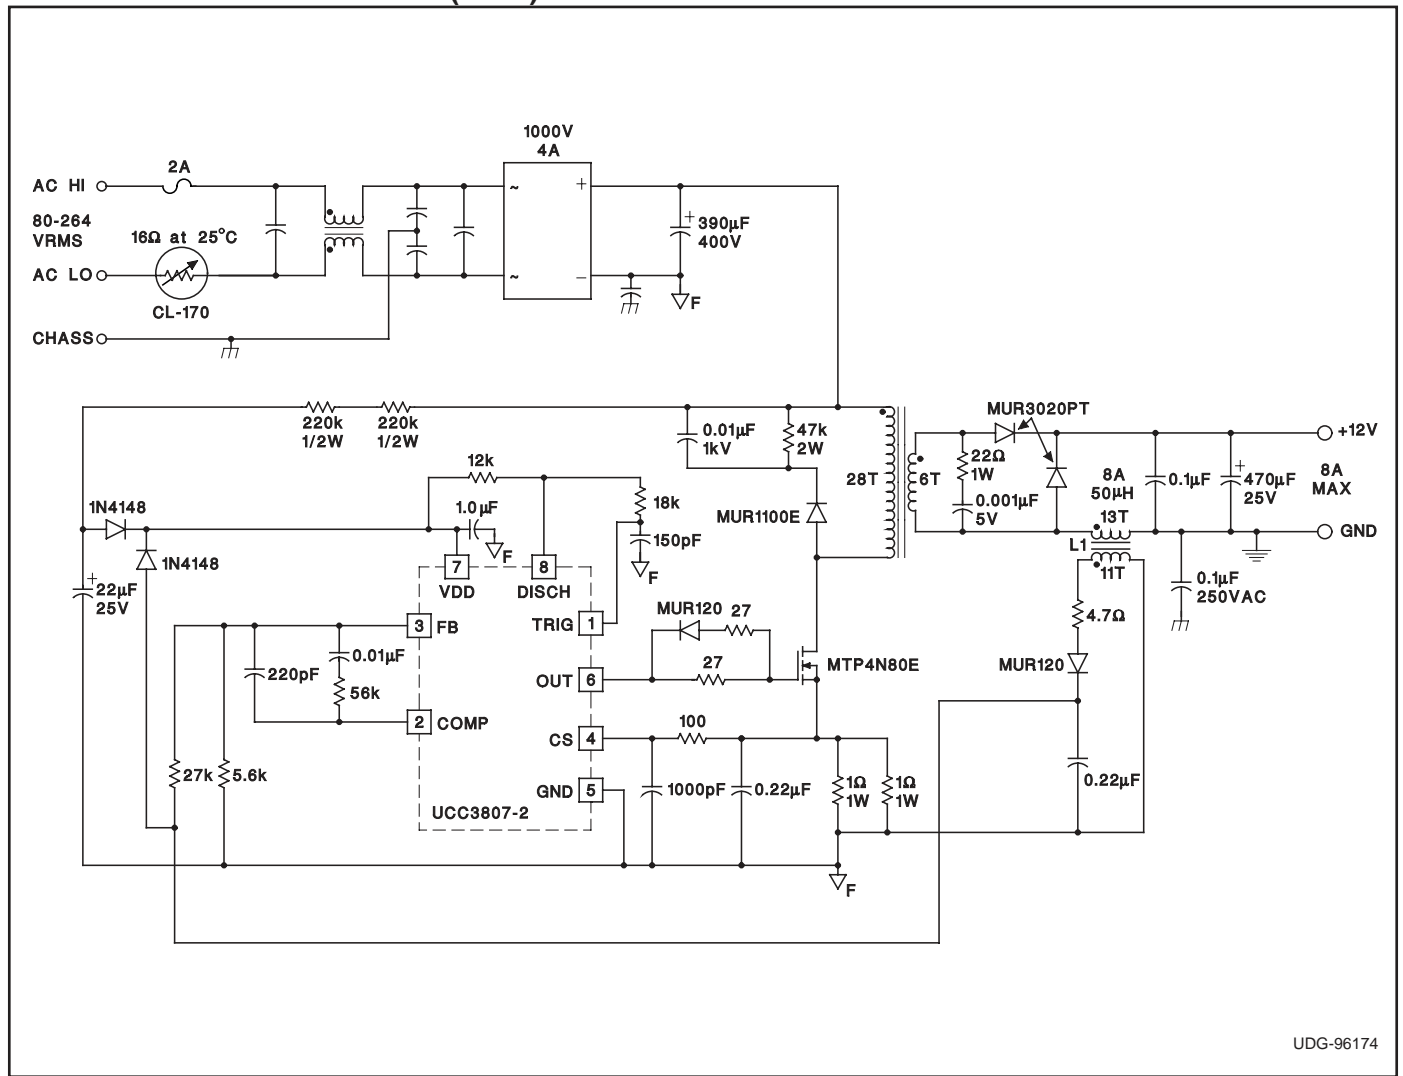 1000V
4A
2A
AC HI
80-264
VRMS
16Ω at 25°C
AC LO
CL-170
CHASS
~
+
~
−
+
390µF
400V
F
220k
1/2W
220k
1/2W
0.01µF
1kV
47k
2W
28T
6T
MUR3020PT
22Ω
1W
0.001µF
5V
8A
50µH
13T
L1
11T
0.1µF
+
470µF
25V
+12V
8A
MAX
GND
0.1µF
250VAC
12k
18k
150pF
F
1N4148
1N4148
1.0µF
F
+
22µF
25V
MUR1100E
7
VDD
8
DISCH
3
FB
TRIG
1
OUT
6
2
COMP
CS
4
GND
5
UCC3807-2
MUR120
27
27
MTP4N80E
4.7Ω
MUR120
0.22µF
220pF
0.01µF
56k
27k
5.6k
100
1000pF
0.22µF
1Ω
1W
1Ω
1W
F
UDG-96174